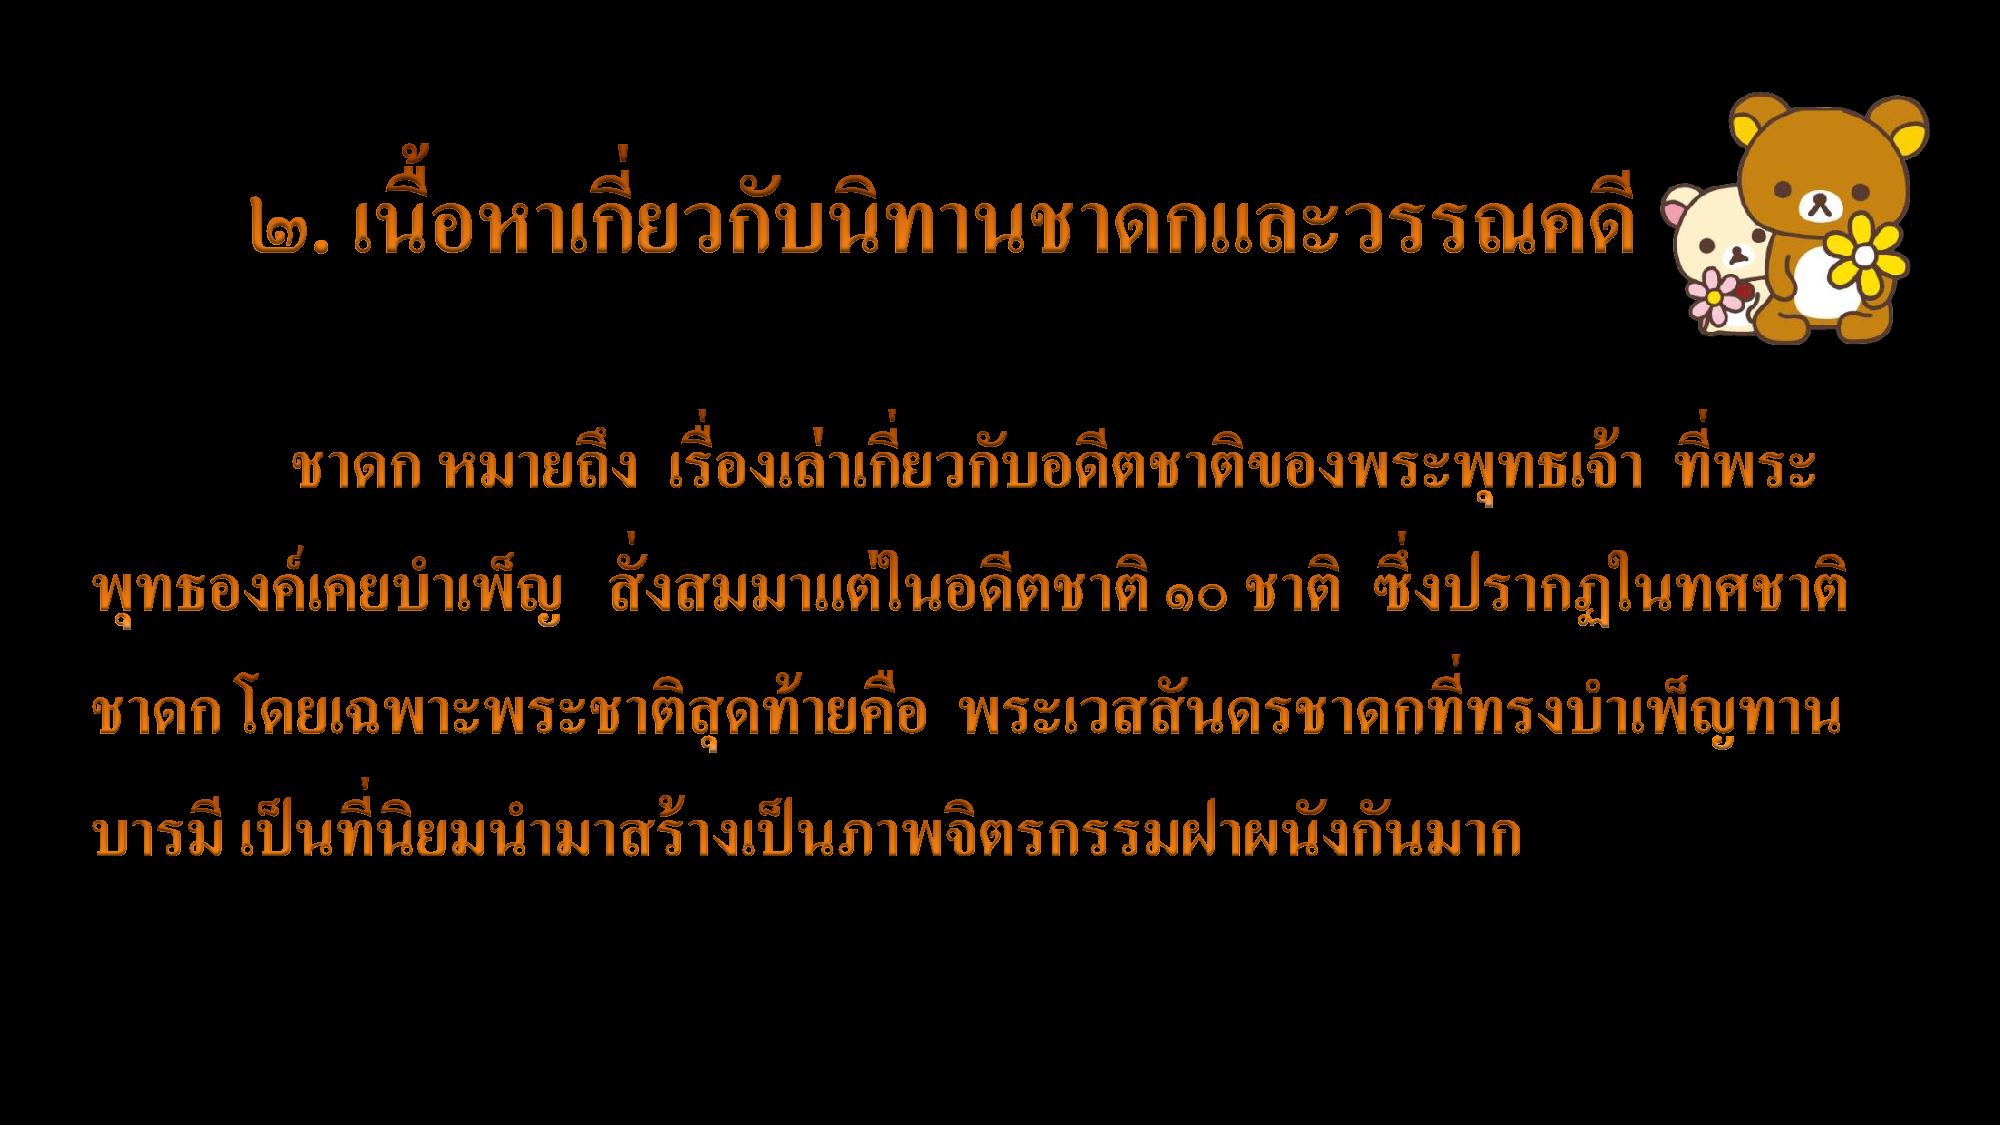 ๒. เนื้อหาเกี่ยวกับนิทานชาดกและวรรณคดี
ชาดก หมายถึง เรื่องเล่าเกี่ยวกับอดีตชาติของพระพุทธเจ้า ที่พระ
พุทธองค์เคยบำเพ็ญ สั่งสมมาแต่ในอดีตชาติ ๑๐ ชาติ ซึ่งปรากฏในทศชาติ
ชาดก โดยเฉพาะพระชาติสุดท้ายคือ พระเวสสันดรชาดกที่ทรงบำเพ็ญทาน
บารมี เป็นที่นิยมนำมาสร้างเป็นภาพจิตรกรรมฝาผนังกันมาก